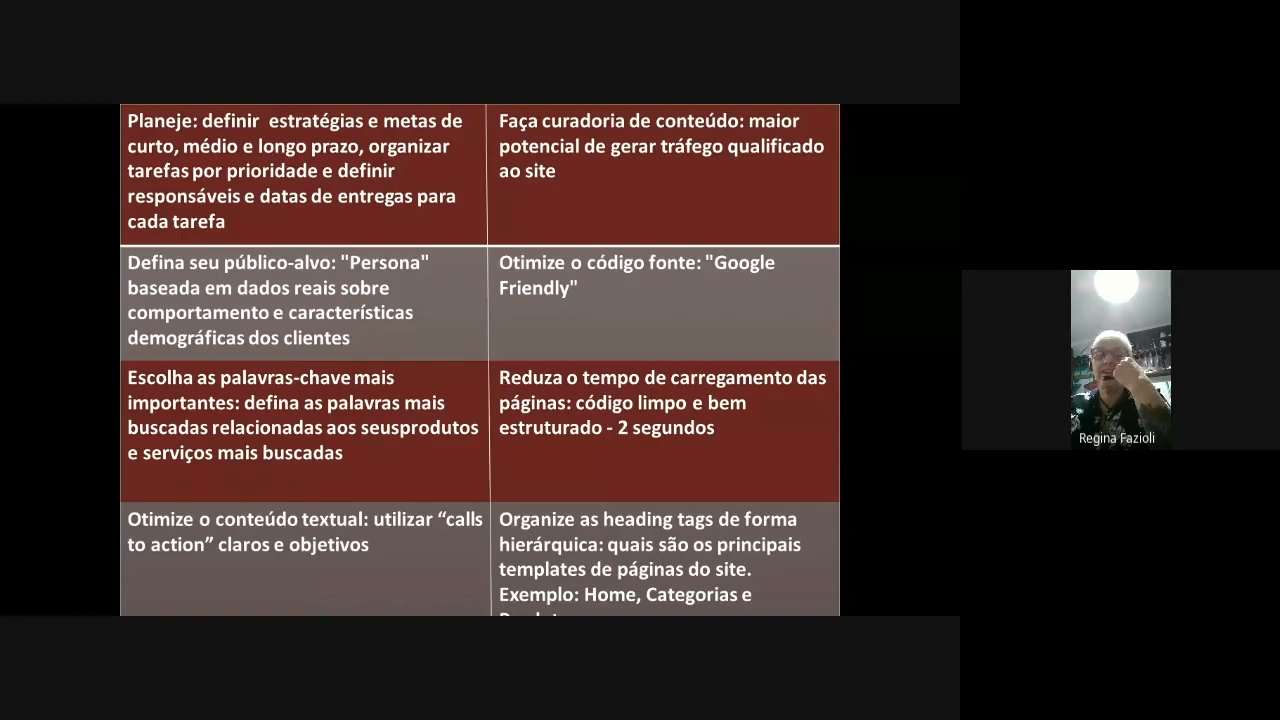 Planeje: definir estratégias e metas de
curto, médio e longo prazo, organizar
tarefas por prioridade e definir
responsáveis e datas de entregas para
cada tarefa
Faça curadoria de conteúdo: maior
potencial de gerar tráfego qualificado
ao site
Defina seu público-alvo: "Persona"
baseada em dados reais sobre
comportamento e características
demográficas dos clientes
Otimize o código fonte: "Google
Friendly"
Escolha as palavras-chave mais
importantes: defina as palavras mais
buscadas relacionadas aos seusprodutos
e serviços mais buscadas
Reduza o tempo de carregamento das
páginas: código limpo e bem
estruturado - 2 segundos
Otimize o conteúdo textual: utilizar “calls
to action” claros e objetivos
Organize as heading tags de forma
hierárquica: quais são os principais
templates de páginas do site.
Exemplo: Home, Categorias e
Regina Fazioli